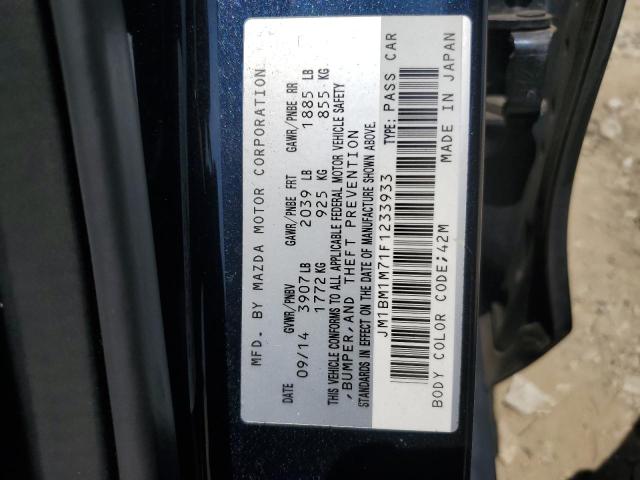 MFD. BY MAZDA MOTOR CORPORATION
DATE GVWR/PNBV GAWR/PNBE FRT GAWR/PNBE RR
09/14 3907 LB 2039 LB 1885 LB
1772 KG 925 KG 855 KG
THIS VEHICLE CONFORMS TO ALL APPLICABLE FEDERAL MOTOR VEHICLE SAFETY
,BUMPER,AND THEFT PREVENTION
STANDARDS IN EFFECT ON THE DATE OF MANUFACTURE SHOWN ABOVE.
JM1BM1M71F1233933 TYPE: PASS CAR
BODY COLOR CODE;42M MADE IN JAPAN